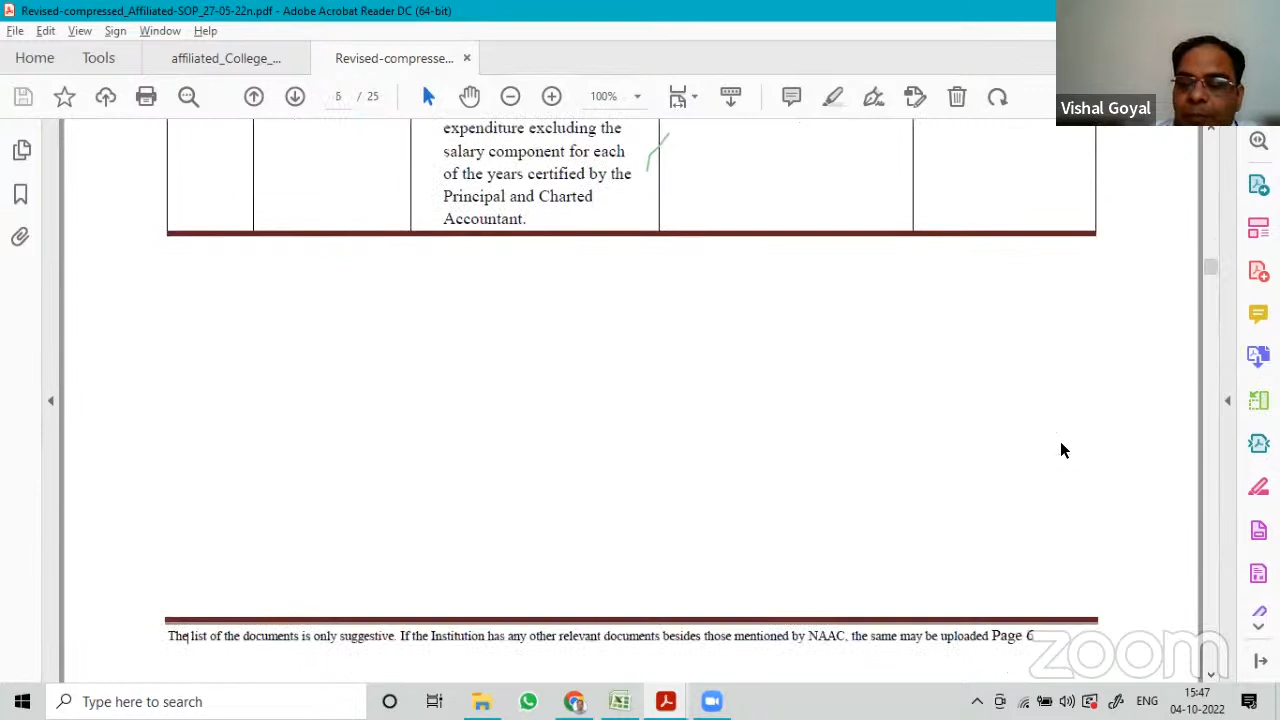 Revised-compressed_Affiliated-SOP_27-05-22n.pdf - Adobe Acrobat Reader DC (64-bit)
File Edit View Sign Window Help
Home Tools affiliated_College_... Revised-compresse... ×
6 / 25 100%
Vishal Goyal
expenditure excluding the
salary component for each
of the years certified by the
Principal and Charted
Accountant.
The list of the documents is only suggestive. If the Institution has any other relevant documents besides those mentioned by NAAC, the same may be uploaded Page 6
zoom
Type here to search
ENG
15:47
04-10-2022